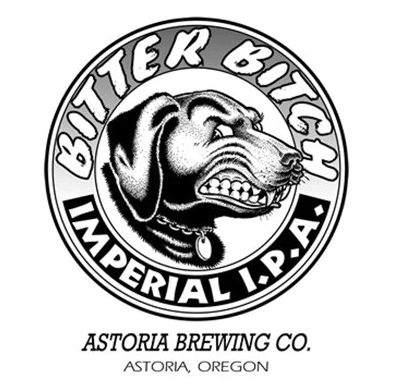 BITTER BITCH
IMPERIAL I.P.A.
ASTORIA BREWING CO.
ASTORIA, OREGON